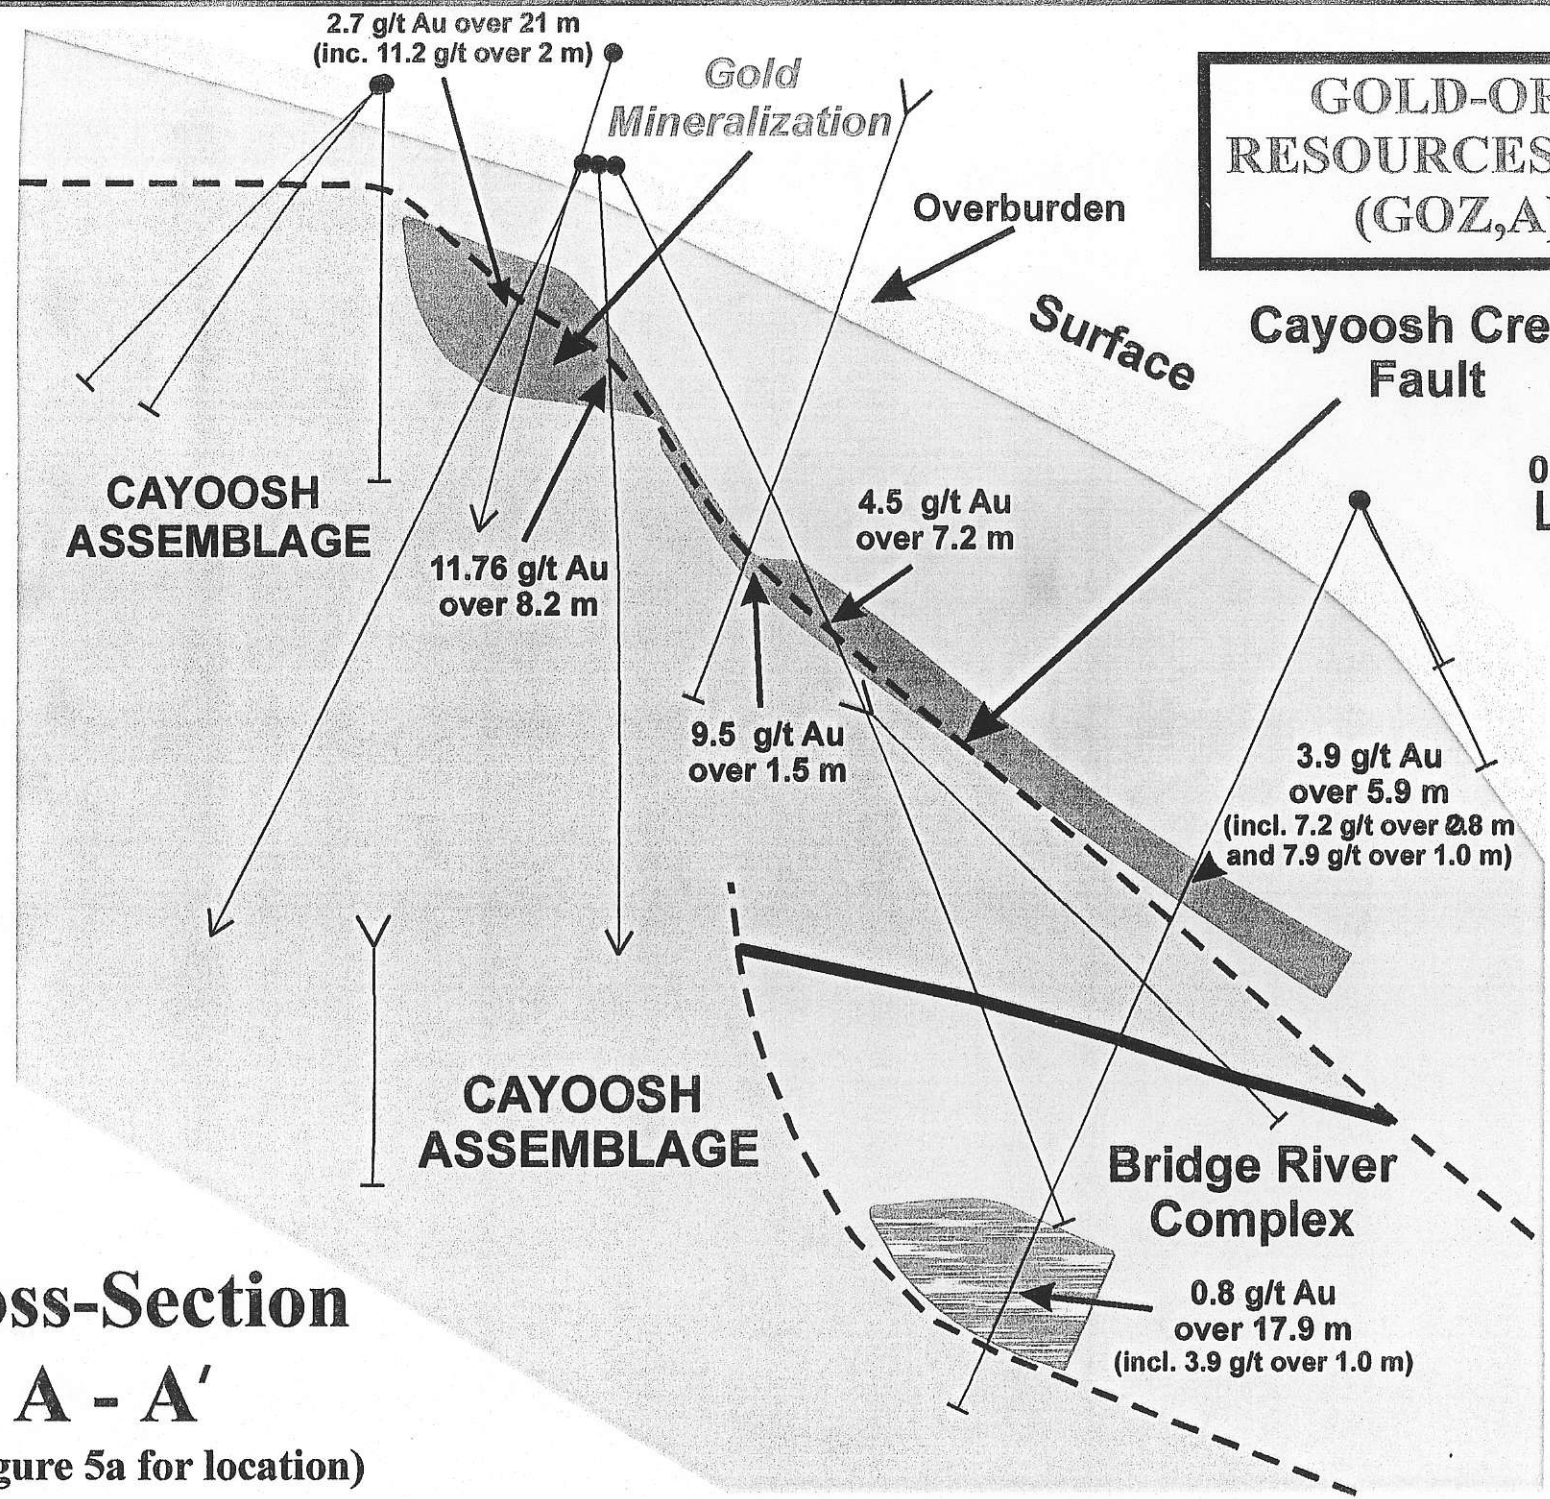 2.7 g/t Au over 21 m
(inc. 11.2 g/t over 2 m)
Gold
Mineralization
GOLD-OR
RESOURCES
(GOZ,A
Overburden
Surface
Cayoosh Cre
Fault
0
CAYOOSH
ASSEMBLAGE
4.5 g/t Au
over 7.2 m
11.76 g/t Au
over 8.2 m
9.5 g/t Au
over 1.5 m
3.9 g/t Au
over 5.9 m
(incl. 7.2 g/t over 0.8 m
and 7.9 g/t over 1.0 m)
CAYOOSH
ASSEMBLAGE
Bridge River
Complex
0.8 g/t Au
over 17.9 m
(incl. 3.9 g/t over 1.0 m)
oss-Section
A - A'
gure 5a for location)